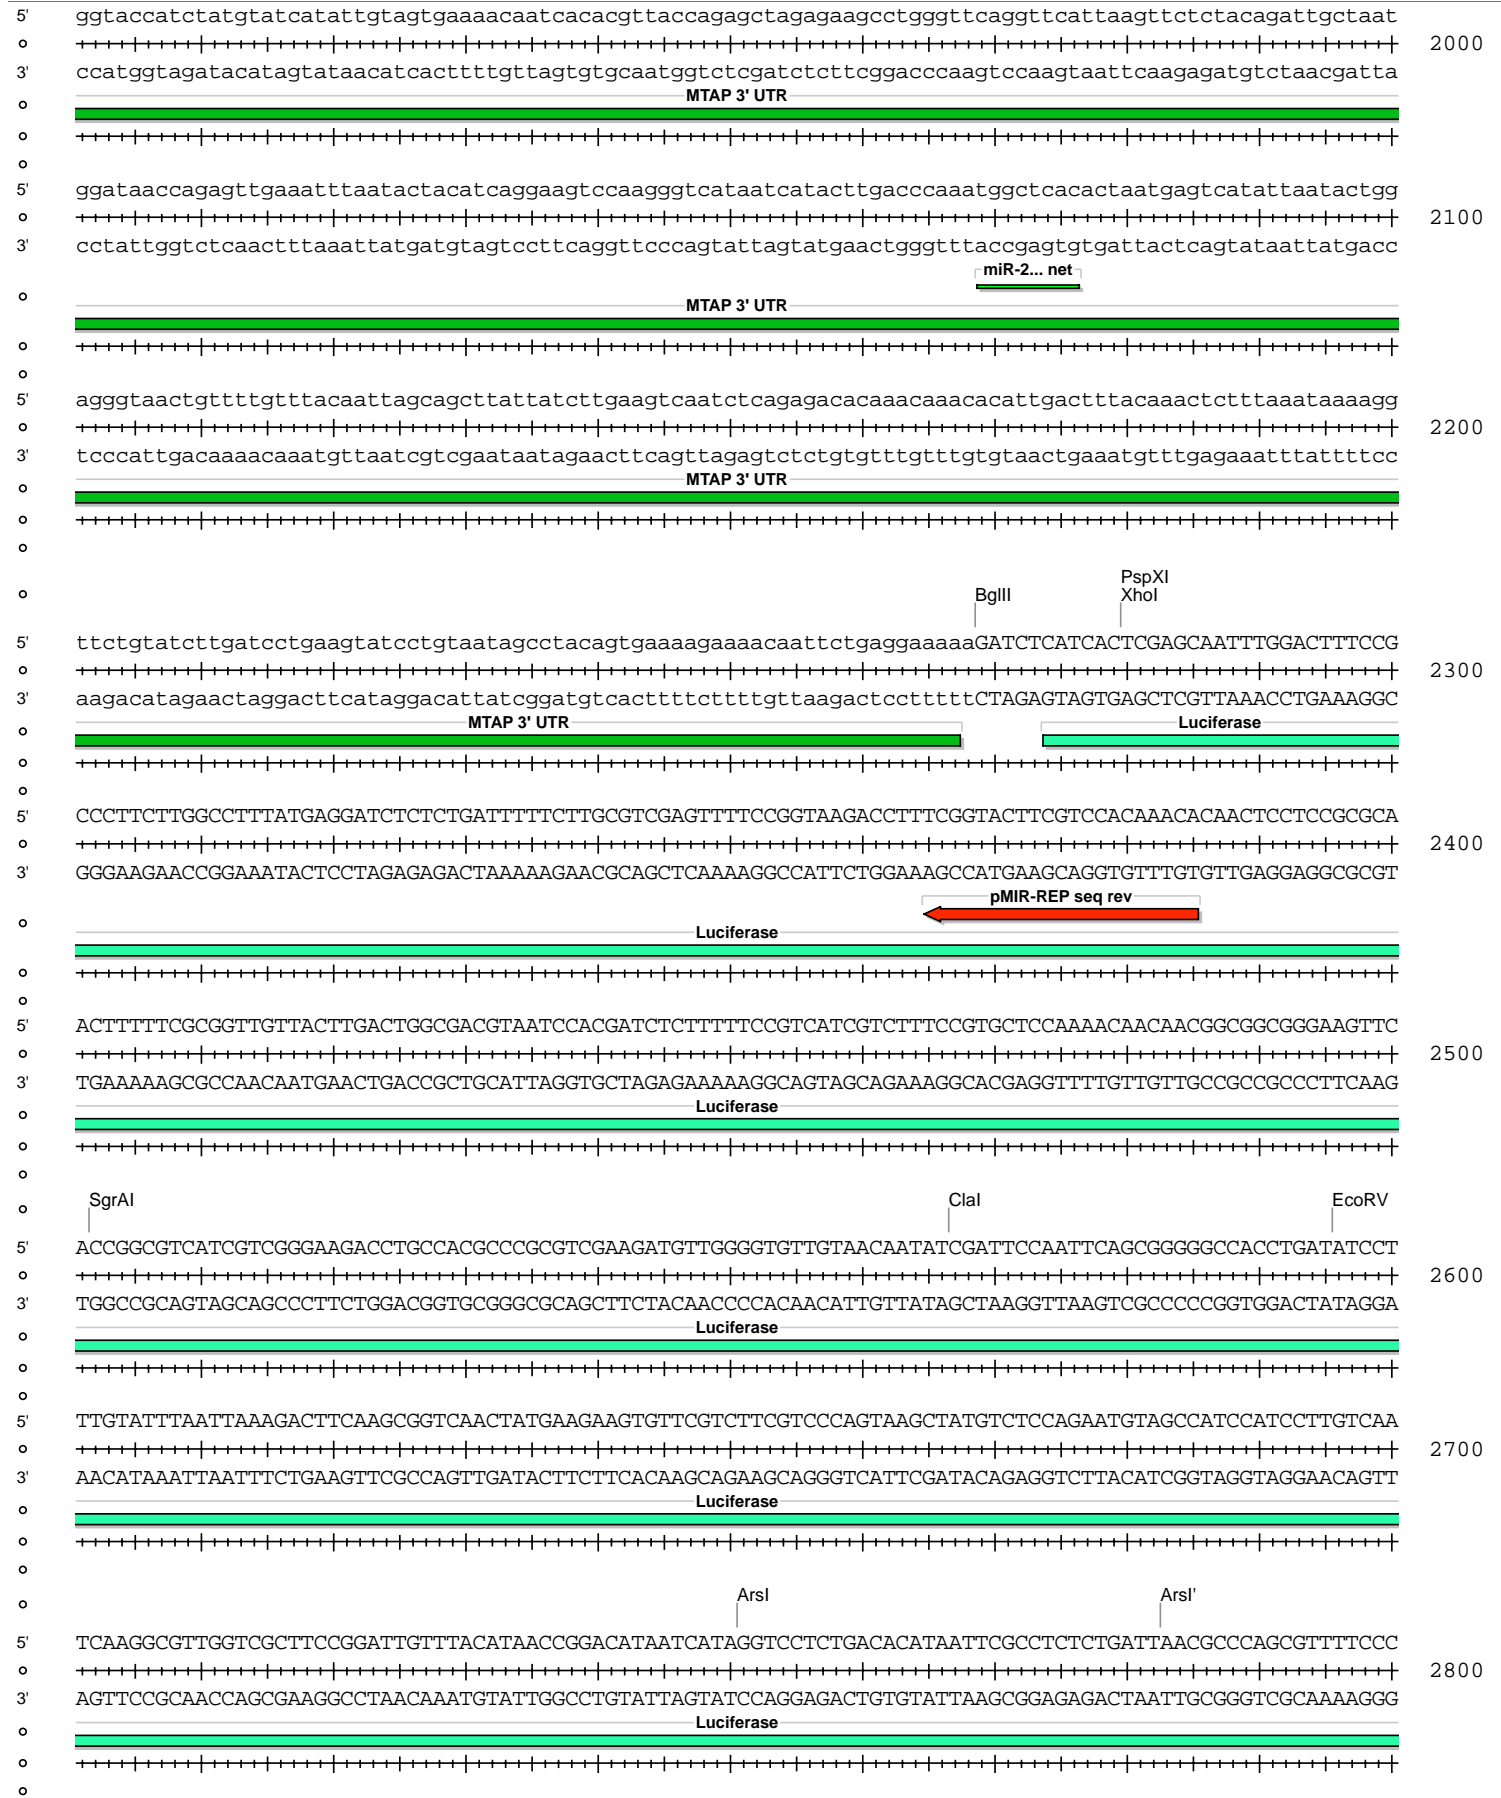 5' ggtaccatctatgtatcatattgtagtgaaaacaatcacacgttaccagagctagagaagcctgggttcaggttcattaagttctctacagattgctaat
2000
3' ccatggtagatacatagtataacatcacttttgttagtgtgcaatggtctcgatctcttcggacccaagtccaagtaattcaagagatgtctaacgatta
MTAP 3' UTR
5' ggataaccagagttgaaatttaatactacatcaggaagtccaagggtcataatcatacttgacccaaatggctcacactaatgagtcatattaatactgg
2100
3' cctattggtctcaactttaaattatgatgtagtccttcaggttcccagtattagtatgaactgggtttaccgagtgtgattactcagtataattatgacc
miR-2... net
MTAP 3' UTR
5' agggtaactgttttgtttacaattagcagcttattatcttgaagtcaatctcagagacacaaacaaacacattgactttacaaactctttaaataaaagg
2200
3' tcccattgacaaaacaaatgttaatcgtcgaataatagaacttcagttagagtctctgtgtttgtttgtgtaactgaaatgtttgagaaatttattttcc
MTAP 3' UTR
PspXI
BglII XhoI
5' ttctgtatcttgatcctgaagtatcctgtaatagcctacagtgaaaagaaaacaattctgaggaaaaaGATCTCATCACTCGAGCAATTTGGACTTTCCG
2300
3' aagacatagaactaggacttcataggacattatcggatgtcacttttcttttgttaagactcctttttCTAGAGTAGTGAGCTCGTTAAACCTGAAAGGC
MTAP 3' UTR Luciferase
5' CCCTTCTTGGCCTTTATGAGGATCTCTCTGATTTTTCTTGCGTCGAGTTTTCCGGTAAGACCTTTCGGTACTTCGTCCACAAACACAACTCCTCCGCGCA
2400
3' GGGAAGAACCGGAAATACTCCTAGAGAGACTAAAAAGAACGCAGCTCAAAAGGCCATTCTGGAAAGCCATGAAGCAGGTGTTTGTGTTGAGGAGGCGCGT
pMIR-REP seq rev
Luciferase
5' ACTTTTTCGCGGTTGTTACTTGACTGGCGACGTAATCCACGATCTCTTTTTCCGTCATCGTCTTTCCGTGCTCCAAAACAACAACGGCGGCGGGAAGTTC
2500
3' TGAAAAAGCGCCAACAATGAACTGACCGCTGCATTAGGTGCTAGAGAAAAAGGCAGTAGCAGAAAGGCACGAGGTTTTGTTGTTGCCGCCGCCCTTCAAG
Luciferase
SgrAI ClaI EcoRV
5' ACCGGCGTCATCGTCGGGAAGACCTGCCACGCCCGCGTCGAAGATGTTGGGGTGTTGTAACAATATCGATTCCAATTCAGCGGGGGCCACCTGATATCCT
2600
3' TGGCCGCAGTAGCAGCCCTTCTGGACGGTGCGGGCGCAGCTTCTACAACCCCACAACATTGTTATAGCTAAGGTTAAGTCGCCCCCGGTGGACTATAGGA
Luciferase
5' TTGTATTTAATTAAAGACTTCAAGCGGTCAACTATGAAGAAGTGTTCGTCTTCGTCCCAGTAAGCTATGTCTCCAGAATGTAGCCATCCATCCTTGTCAA
2700
3' AACATAAATTAATTTCTGAAGTTCGCCAGTTGATACTTCTTCACAAGCAGAAGCAGGGTCATTCGATACAGAGGTCTTACATCGGTAGGTAGGAACAGTT
Luciferase
ArsI ArsI'
5' TCAAGGCGTTGGTCGCTTCCGGATTGTTTACATAACCGGACATAATCATAGGTCCTCTGACACATAATTCGCCTCTCTGATTAACGCCCAGCGTTTTCCC
2800
3' AGTTCCGCAACCAGCGAAGGCCTAACAAATGTATTGGCCTGTATTAGTATCCAGGAGACTGTGTATTAAGCGGAGAGACTAATTGCGGGTCGCAAAAGGG
Luciferase